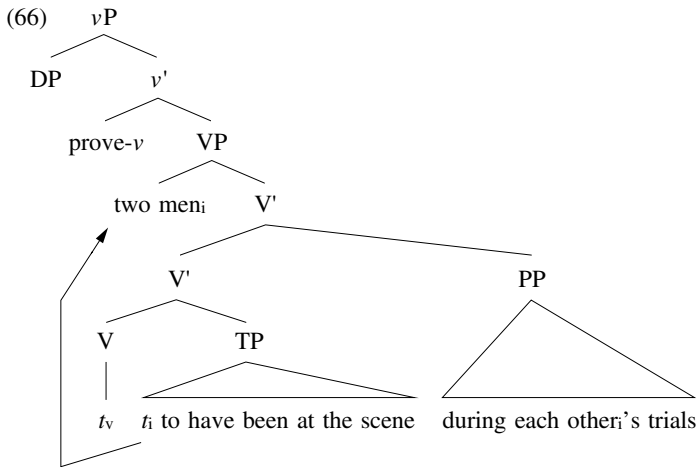 (66) vP
DP v'
prove-v VP
two menᵢ V'
V' PP
V TP
tᵥ tᵢ to have been at the scene during each otherᵢ's trials